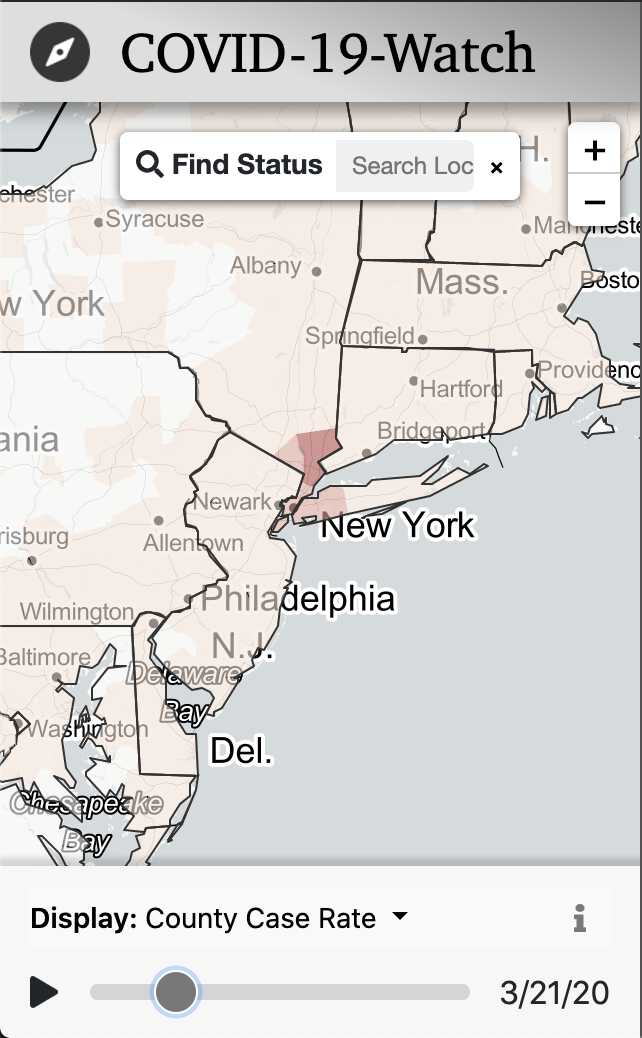 COVID-19-Watch
Find Status Search Loc ×
+
−
H.
chester
Syracuse
Albany
Mass.
Bosto
w York
Springfield
Hartford
Providenc
Bridgeport
ania
Newark
New York
risburg
Allentown
Philadelphia
Wilmington
N.J.
Baltimore
Delaware
Bay
Washington
Del.
Chesapeake
Bay
Display: County Case Rate
i
3/21/20